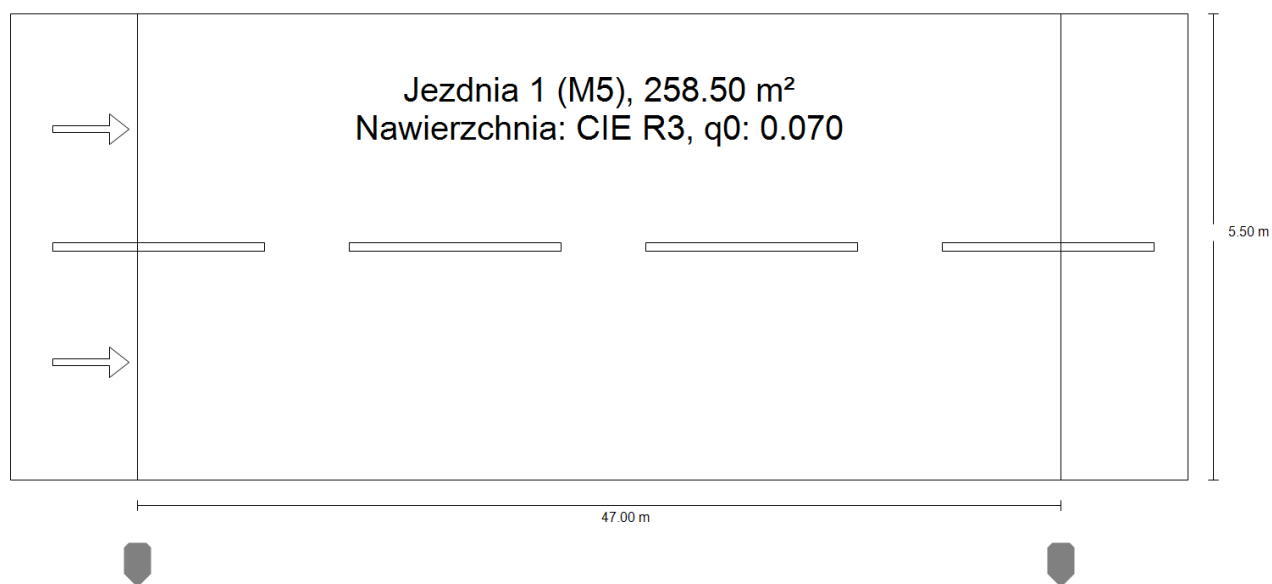 Jezdnia 1 (M5), 258.50 m²
Nawierzchnia: CIE R3, q0: 0.070
5.50 m
47.00 m